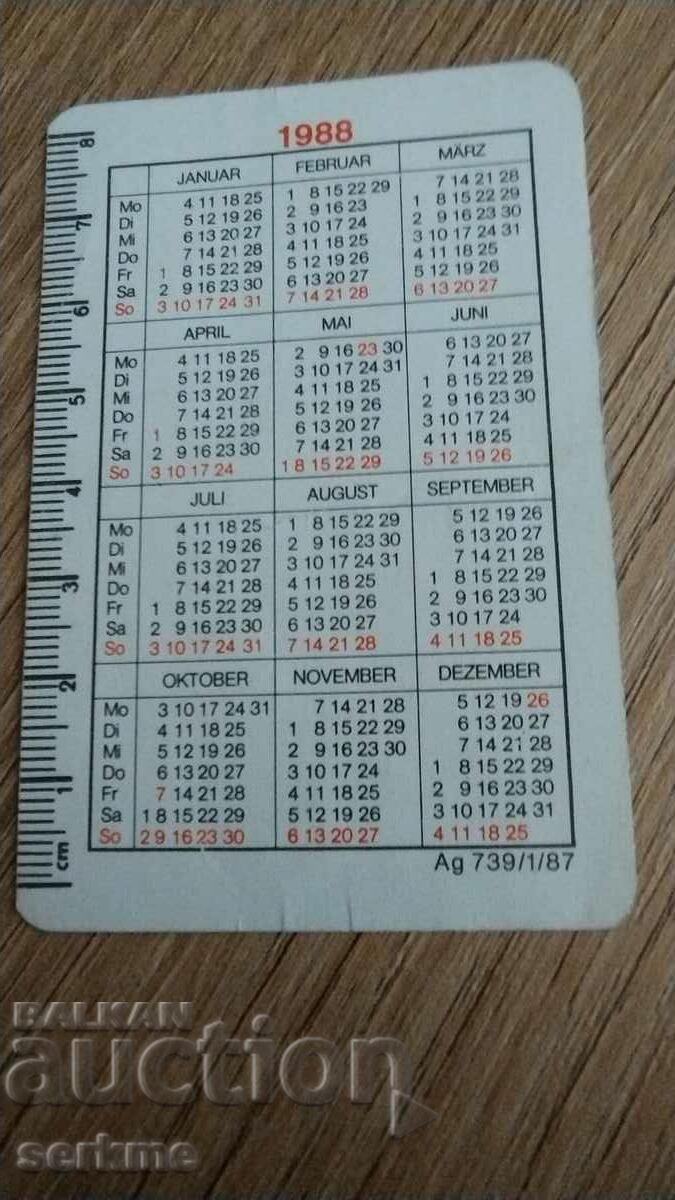 1988
JANUAR FEBRUAR MÄRZ
Mo 4 11 18 25 1 8 15 22 29 7 14 21 28
Di 5 12 19 26 2 9 16 23 1 8 15 22 29
Mi 6 13 20 27 3 10 17 24 2 9 16 23 30
Do 7 14 21 28 4 11 18 25 3 10 17 24 31
Fr 1 8 15 22 29 5 12 19 26 4 11 18 25
Sa 2 9 16 23 30 6 13 20 27 5 12 19 26
So 3 10 17 24 31 7 14 21 28 6 13 20 27
APRIL MAI JUNI
Mo 4 11 18 25 2 9 16 23 30 6 13 20 27
Di 5 12 19 26 3 10 17 24 31 7 14 21 28
Mi 6 13 20 27 4 11 18 25 1 8 15 22 29
Do 7 14 21 28 5 12 19 26 2 9 16 23 30
Fr 1 8 15 22 29 6 13 20 27 3 10 17 24
Sa 2 9 16 23 30 7 14 21 28 4 11 18 25
So 3 10 17 24 1 8 15 22 29 5 12 19 26
JULI AUGUST SEPTEMBER
Mo 4 11 18 25 1 8 15 22 29 5 12 19 26
Di 5 12 19 26 2 9 16 23 30 6 13 20 27
Mi 6 13 20 27 3 10 17 24 31 7 14 21 28
Do 7 14 21 28 4 11 18 25 1 8 15 22 29
Fr 1 8 15 22 29 5 12 19 26 2 9 16 23 30
Sa 2 9 16 23 30 6 13 20 27 3 10 17 24
So 3 10 17 24 31 7 14 21 28 4 11 18 25
OKTOBER NOVEMBER DEZEMBER
Mo 3 10 17 24 31 7 14 21 28 5 12 19 26
Di 4 11 18 25 1 8 15 22 29 6 13 20 27
Mi 5 12 19 26 2 9 16 23 30 7 14 21 28
Do 6 13 20 27 3 10 17 24 1 8 15 22 29
Fr 7 14 21 28 4 11 18 25 2 9 16 23 30
Sa 1 8 15 22 29 5 12 19 26 3 10 17 24 31
So 2 9 16 23 30 6 13 20 27 4 11 18 25
Ag 739/1/87
8
7
6
5
4
3
2
1
cm
BALKAN
auction
serkme